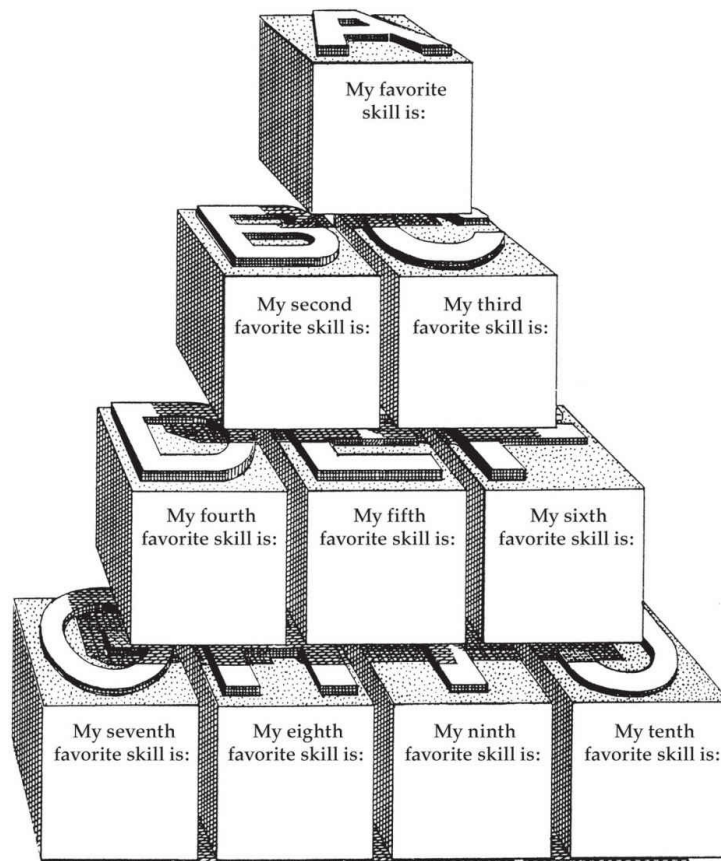 A
My favorite
skill is:
B
C
My second
favorite skill is:
My third
favorite skill is:
D
E
F
My fourth
favorite skill is:
My fifth
favorite skill is:
My sixth
favorite skill is:
G
H
I
J
My seventh
favorite skill is:
My eighth
favorite skill is:
My ninth
favorite skill is:
My tenth
favorite skill is: